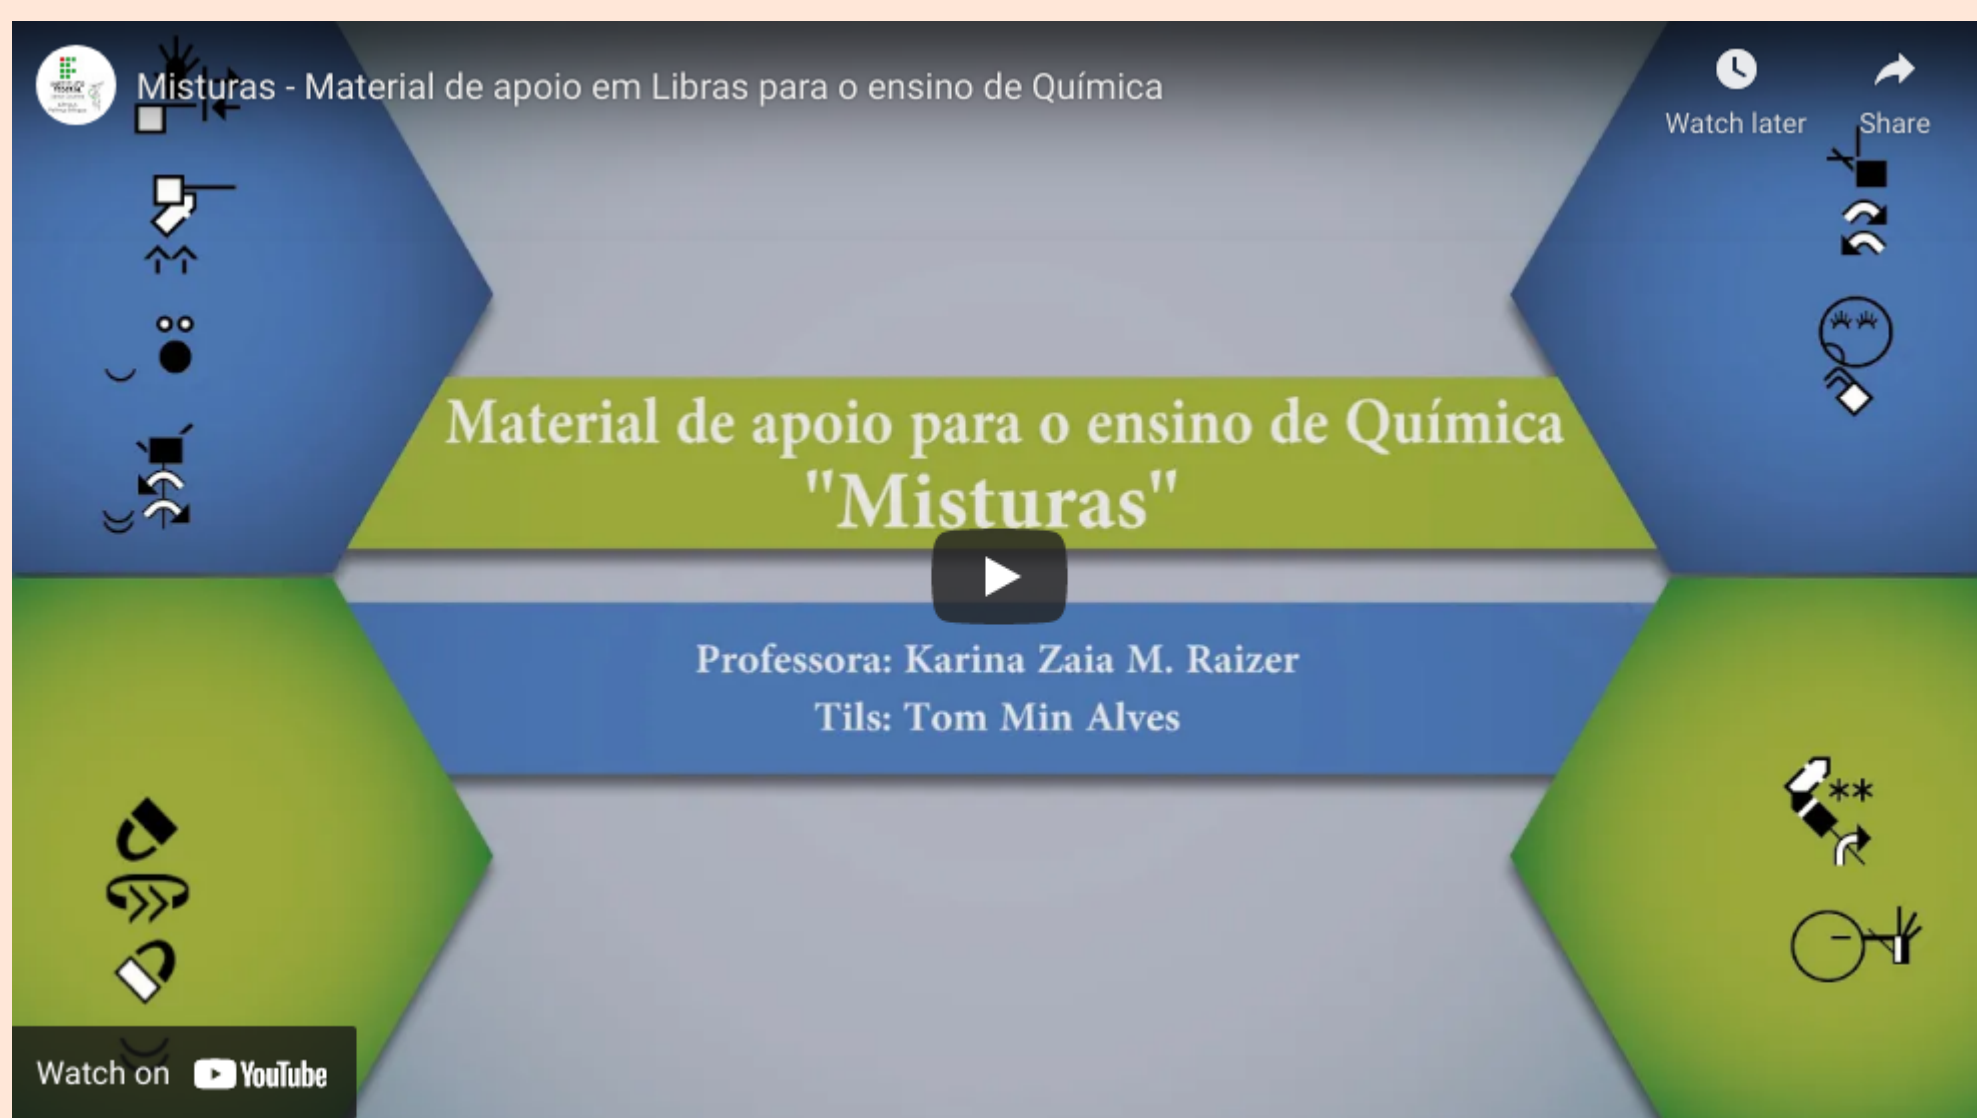 Misturas - Material de apoio em Libras para o ensino de Química
Watch later
Share
Material de apoio para o ensino de Química
"Misturas"
Professora: Karina Zaia M. Raizer
Tils: Tom Min Alves
Watch on YouTube